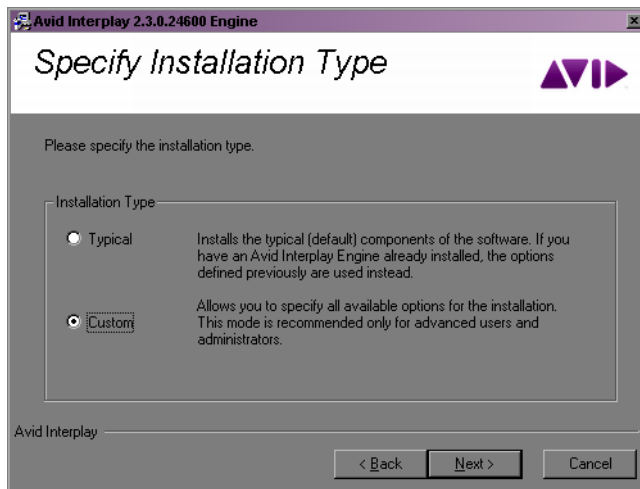 Avid Interplay 2.3.0.24600 Engine
Specify Installation Type
AVID
Please specify the installation type.
Installation Type
Typical
Installs the typical (default) components of the software. If you
have an Avid Interplay Engine already installed, the options
defined previously are used instead.
Custom
Allows you to specify all available options for the installation.
This mode is recommended only for advanced users and
administrators.
Avid Interplay
< Back
Next >
Cancel